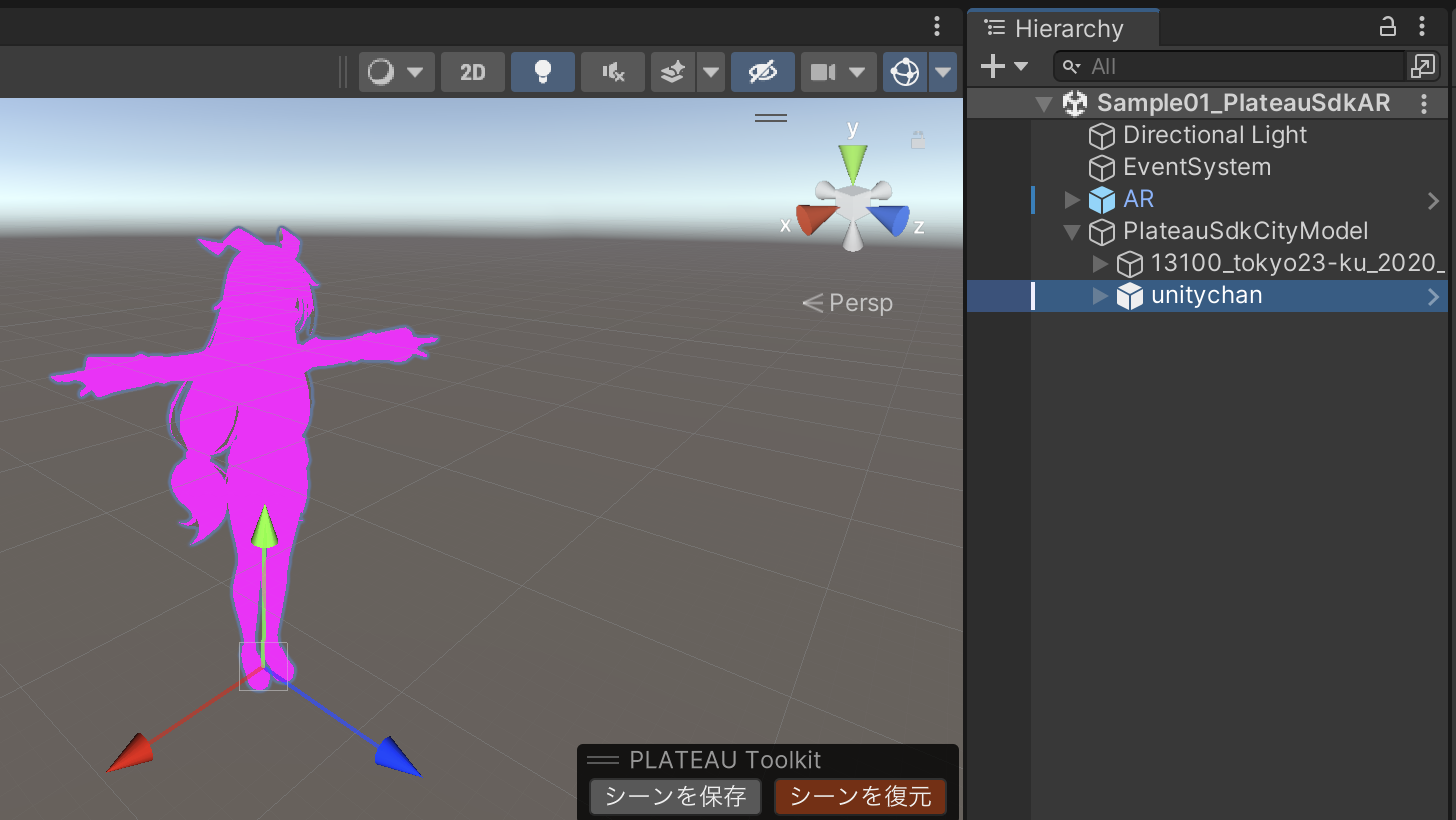 Hierarchy
2D
All
Sample01_PlateauSdkAR
Directional Light
EventSystem
AR
PlateauSdkCityModel
13100_tokyo23-ku_2020_
unitychan
y
x
z
Persp
PLATEAU Toolkit
シーンを保存
シーンを復元